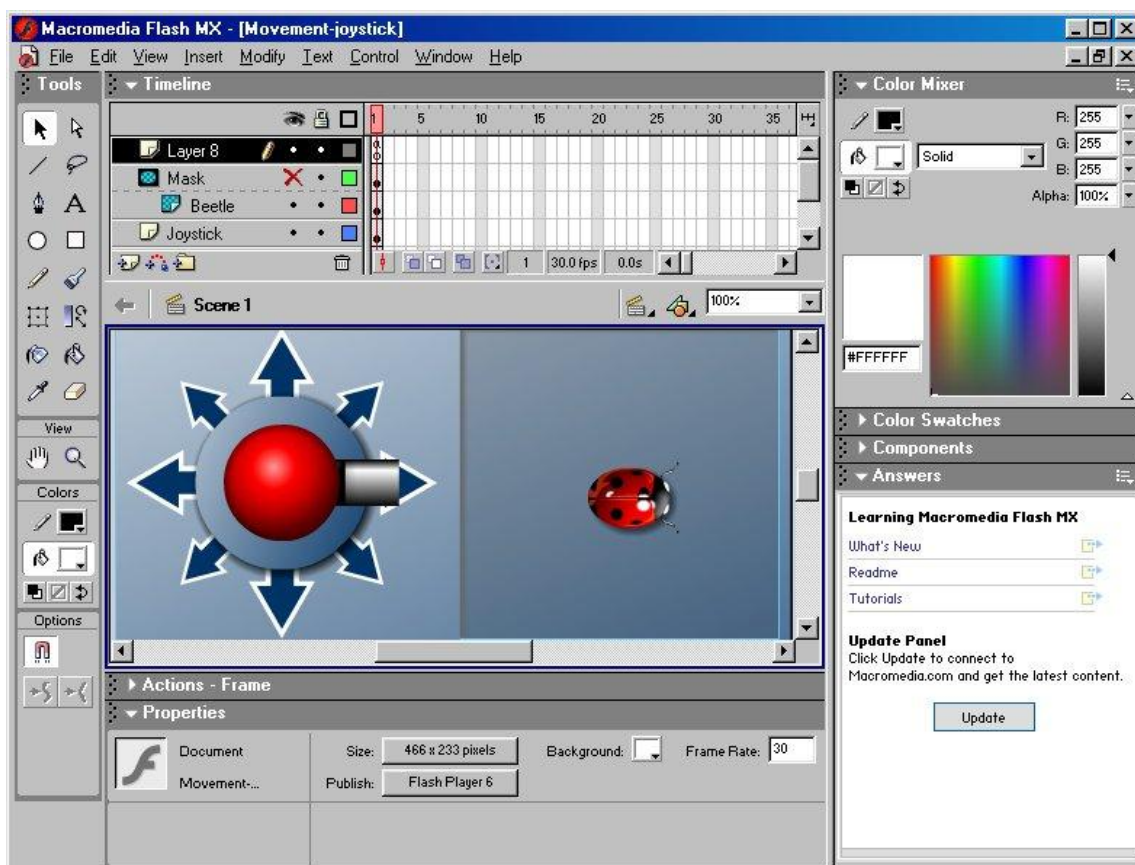 Macromedia Flash MX - [Movement-joystick]
File Edit View Insert Modify Text Control Window Help
Tools
Timeline
1 5 10 15 20 25 30 35
Layer 8
Mask
Beetle
Joystick
1 30.0 fps 0.0s
Scene 1
100%
View
Colors
Options
Actions - Frame
Properties
Document
Movement-...
Size: 466 x 233 pixels
Publish: Flash Player 6
Background:
Frame Rate: 30
Color Mixer
R: 255
Solid
G: 255
B: 255
Alpha: 100%
#FFFFFF
Color Swatches
Components
Answers
Learning Macromedia Flash MX
What's New
Readme
Tutorials
Update Panel
Click Update to connect to
Macromedia.com and get the latest content.
Update